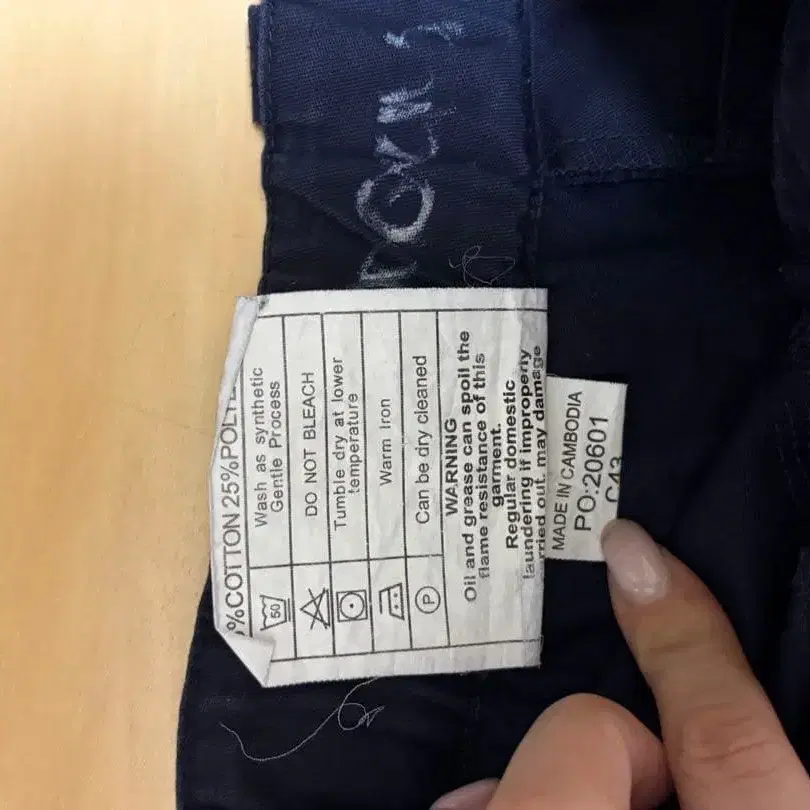 %COTTON 25%POLYE
50
Wash as synthetic
Gentle Process
DO NOT BLEACH
Tumble dry at lower
temperature
Warm Iron
P
Can be dry cleaned
WARNING
Oil and grease can spoil the
flame resistance of this
garment.
Regular domestic
laundering if improperly
rried out, may damage
MADE IN CAMBODIA
PO:20601
C43